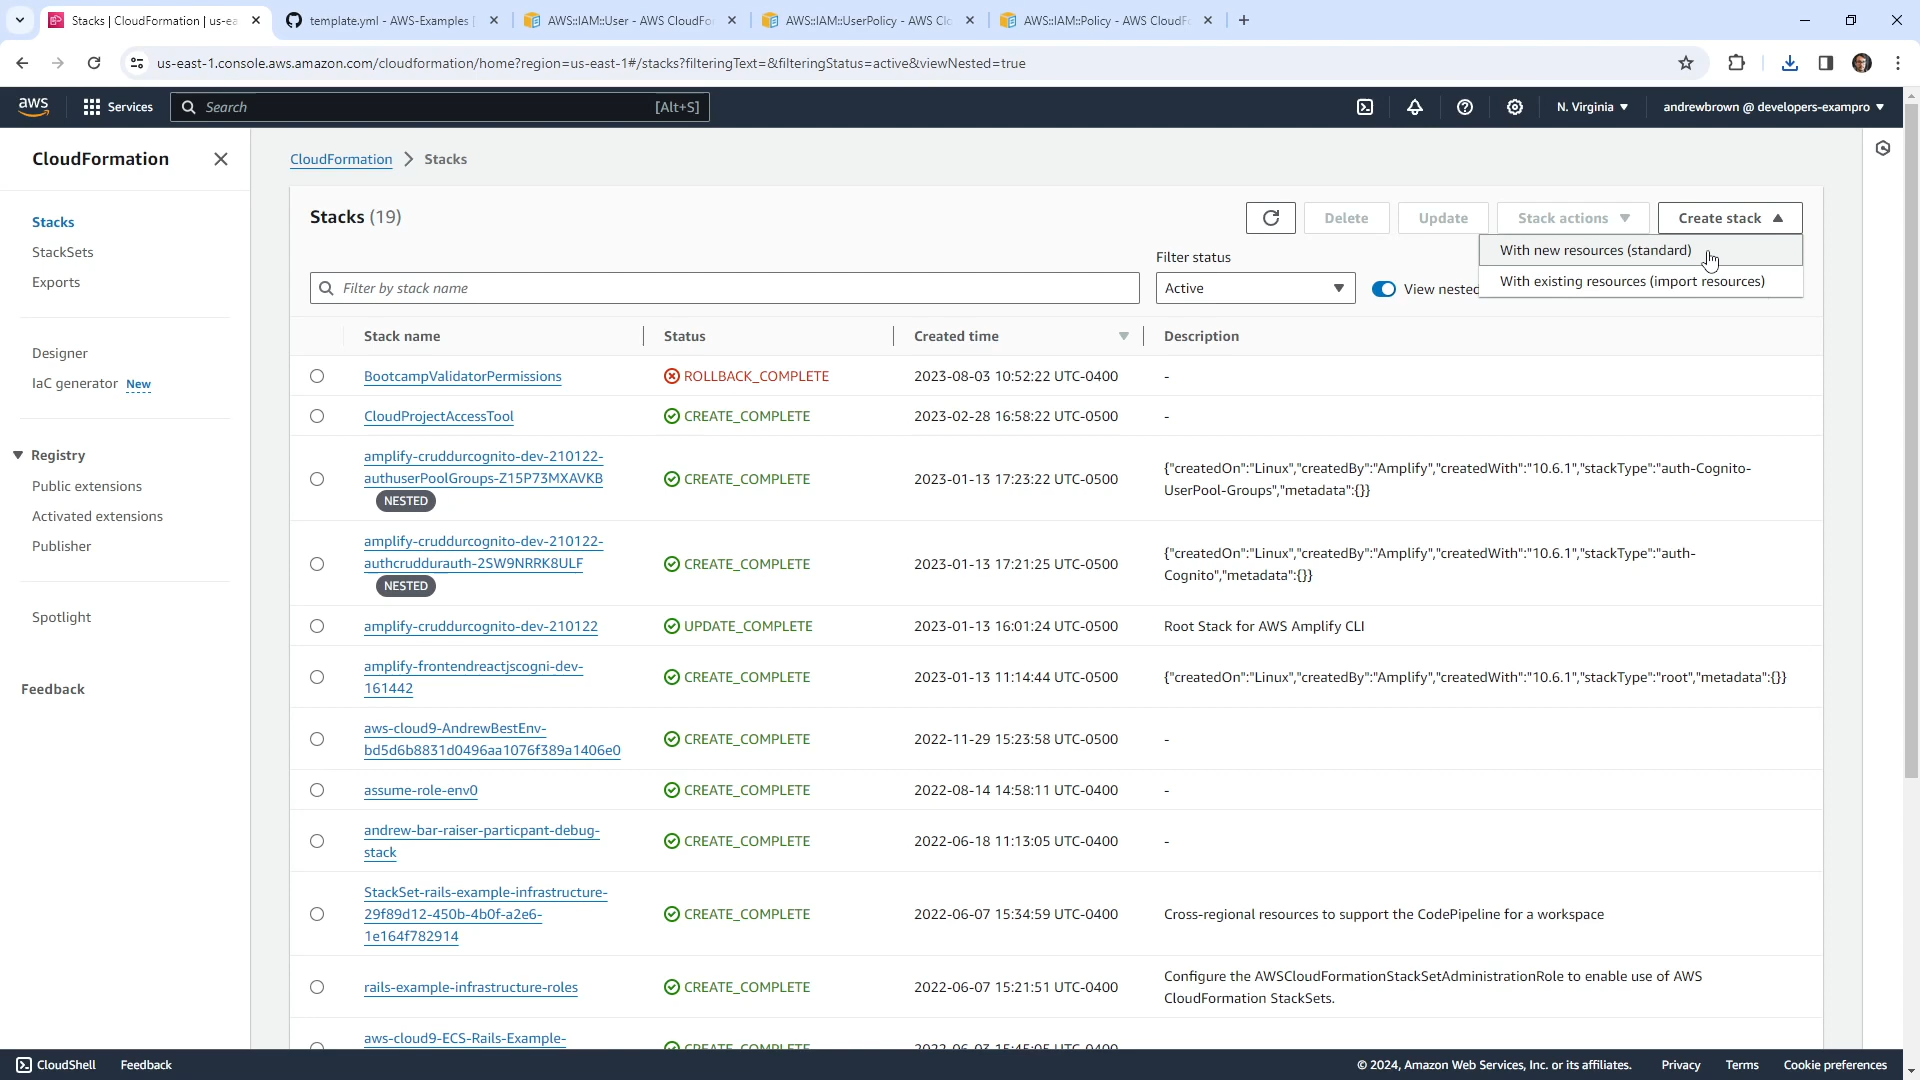 Stacks | CloudFormation | us-ea
template.yml - AWS-Examples
AWS::IAM::User - AWS CloudFo
AWS::IAM::UserPolicy - AWS Clo
AWS::IAM::Policy - AWS CloudF
us-east-1.console.aws.amazon.com/cloudformation/home?region=us-east-1#/stacks?filteringText=&filteringStatus=active&viewNested=true
aws
Services
Search
[Alt+S]
N. Virginia
andrewbrown @ developers-exampro
CloudFormation
Stacks
StackSets
Exports
Designer
IaC generator New
Registry
Public extensions
Activated extensions
Publisher
Spotlight
Feedback
CloudFormation
Stacks
Stacks (19)
Delete
Update
Stack actions
Create stack
With new resources (standard)
With existing resources (import resources)
Filter status
Filter by stack name
Active
View nested
Stack name
Status
Created time
Description
BootcampValidatorPermissions
ROLLBACK_COMPLETE
2023-08-03 10:52:22 UTC-0400
-
CloudProjectAccessTool
CREATE_COMPLETE
2023-02-28 16:58:22 UTC-0500
-
amplify-cruddurcognito-dev-210122-
authuserPoolGroups-Z15P73MXAVKB
NESTED
CREATE_COMPLETE
2023-01-13 17:23:22 UTC-0500
{"createdOn":"Linux","createdBy":"Amplify","createdWith":"10.6.1","stackType":"auth-Cognito-
UserPool-Groups","metadata":{}}
amplify-cruddurcognito-dev-210122-
authcruddurauth-2SW9NRRK8ULF
NESTED
CREATE_COMPLETE
2023-01-13 17:21:25 UTC-0500
{"createdOn":"Linux","createdBy":"Amplify","createdWith":"10.6.1","stackType":"auth-
Cognito","metadata":{}}
amplify-cruddurcognito-dev-210122
UPDATE_COMPLETE
2023-01-13 16:01:24 UTC-0500
Root Stack for AWS Amplify CLI
amplify-frontendreactjscogni-dev-
161442
CREATE_COMPLETE
2023-01-13 11:14:44 UTC-0500
{"createdOn":"Linux","createdBy":"Amplify","createdWith":"10.6.1","stackType":"root","metadata":{}}
aws-cloud9-AndrewBestEnv-
bd5d6b8831d0496aa1076f389a1406e0
CREATE_COMPLETE
2022-11-29 15:23:58 UTC-0500
-
assume-role-env0
CREATE_COMPLETE
2022-08-14 14:58:11 UTC-0400
-
andrew-bar-raiser-particpant-debug-
stack
CREATE_COMPLETE
2022-06-18 11:13:05 UTC-0400
-
StackSet-rails-example-infrastructure-
29f89d12-450b-4b0f-a2e6-
1e164f782914
CREATE_COMPLETE
2022-06-07 15:34:59 UTC-0400
Cross-regional resources to support the CodePipeline for a workspace
rails-example-infrastructure-roles
CREATE_COMPLETE
2022-06-07 15:21:51 UTC-0400
Configure the AWSCloudFormationStackSetAdministrationRole to enable use of AWS
CloudFormation StackSets.
aws-cloud9-ECS-Rails-Example-
CREATE_COMPLETE
2022-06-03 15:45:05 UTC-0400
CloudShell
Feedback
© 2024, Amazon Web Services, Inc. or its affiliates.
Privacy
Terms
Cookie preferences